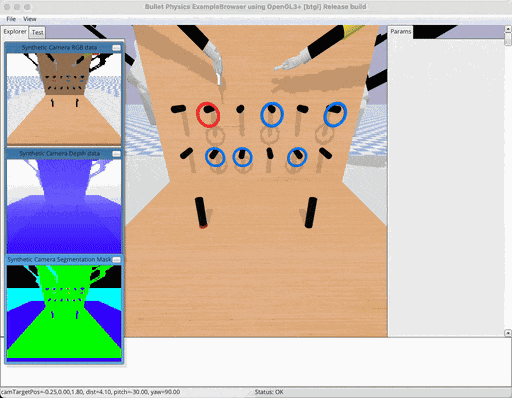 Bullet Physics ExampleBrowser using OpenGL3+ [btgl] Release build
File View
Explorer Test
Params
Synthetic Camera RGB data
Synthetic Camera Depth data
Synthetic Camera Segmentation Mask
camTargetPos=-0.25,0.00,1.80, dist=4.10, pitch=-30.00, yaw=90.00
Status: OK